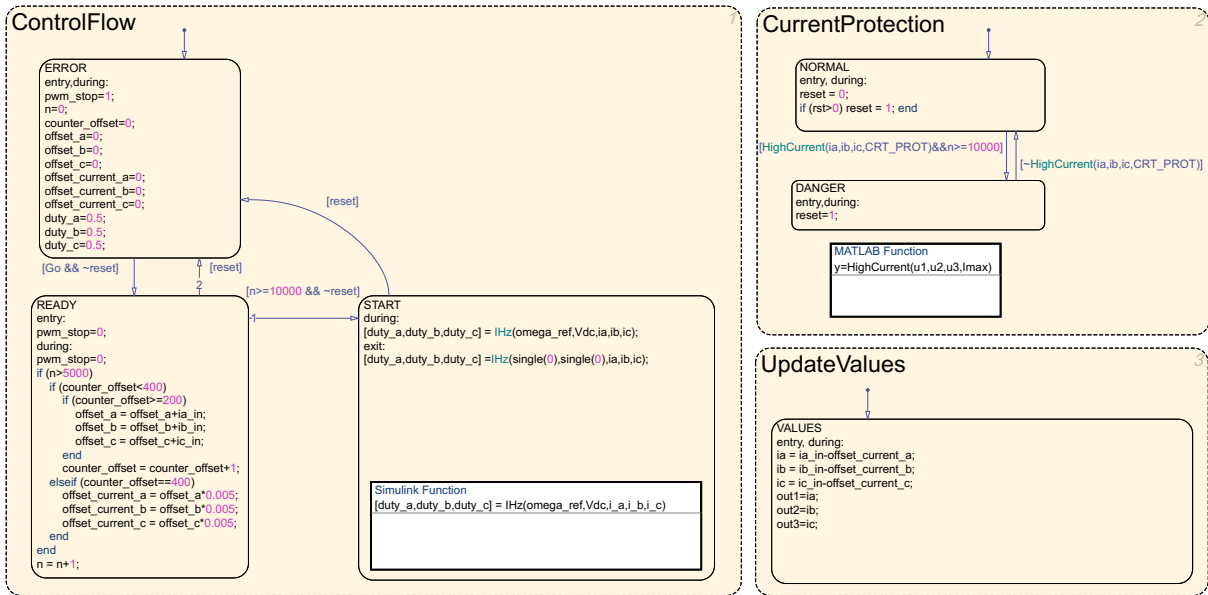 ControlFlow
1
ERROR
entry,during:
pwm_stop=1;
n=0;
counter_offset=0;
offset_a=0;
offset_b=0;
offset_c=0;
offset_current_a=0;
offset_current_b=0;
offset_current_c=0;
duty_a=0.5;
duty_b=0.5;
duty_c=0.5;
[reset]
[Go && ~reset]
[reset]
2
[n>=10000 && ~reset]
1
READY
entry:
pwm_stop=0;
during:
pwm_stop=0;
if (n>5000)
if (counter_offset<400)
if (counter_offset>=200)
offset_a = offset_a+ia_in;
offset_b = offset_b+ib_in;
offset_c = offset_c+ic_in;
end
counter_offset = counter_offset+1;
elseif (counter_offset==400)
offset_current_a = offset_a*0.005;
offset_current_b = offset_b*0.005;
offset_current_c = offset_c*0.005;
end
end
n = n+1;
START
during:
[duty_a,duty_b,duty_c] = IHz(omega_ref,Vdc,ia,ib,ic);
exit:
[duty_a,duty_b,duty_c] =IHz(single(0),single(0),ia,ib,ic);
Simulink Function
[duty_a,duty_b,duty_c] = IHz(omega_ref,Vdc,i_a,i_b,i_c)
CurrentProtection
2
NORMAL
entry, during:
reset = 0;
if (rst>0) reset = 1; end
[HighCurrent(ia,ib,ic,CRT_PROT)&&n>=10000]
[~HighCurrent(ia,ib,ic,CRT_PROT)]
DANGER
entry,during:
reset=1;
MATLAB Function
y=HighCurrent(u1,u2,u3,Imax)
UpdateValues
3
VALUES
entry, during:
ia = ia_in-offset_current_a;
ib = ib_in-offset_current_b;
ic = ic_in-offset_current_c;
out1=ia;
out2=ib;
out3=ic;